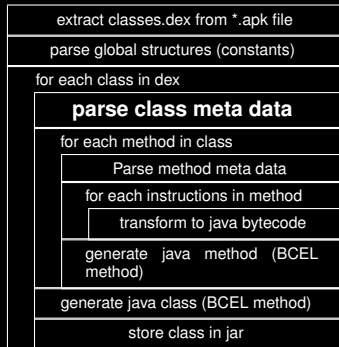 extract classes.dex from *.apk file
parse global structures (constants)
for each class in dex
parse class meta data
for each method in class
Parse method meta data
for each instructions in method
transform to java bytecode
generate java method (BCEL
method)
generate java class (BCEL method)
store class in jar